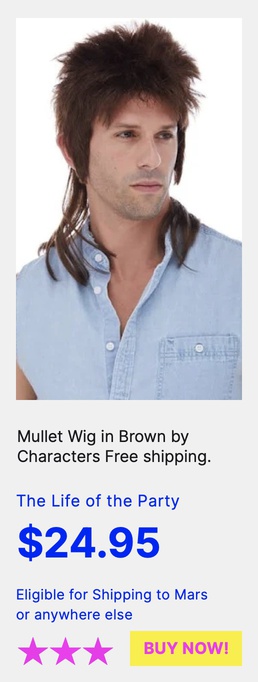 Mullet Wig in Brown by
Characters Free shipping.
The Life of the Party
$24.95
Eligible for Shipping to Mars
or anywhere else
BUY NOW!